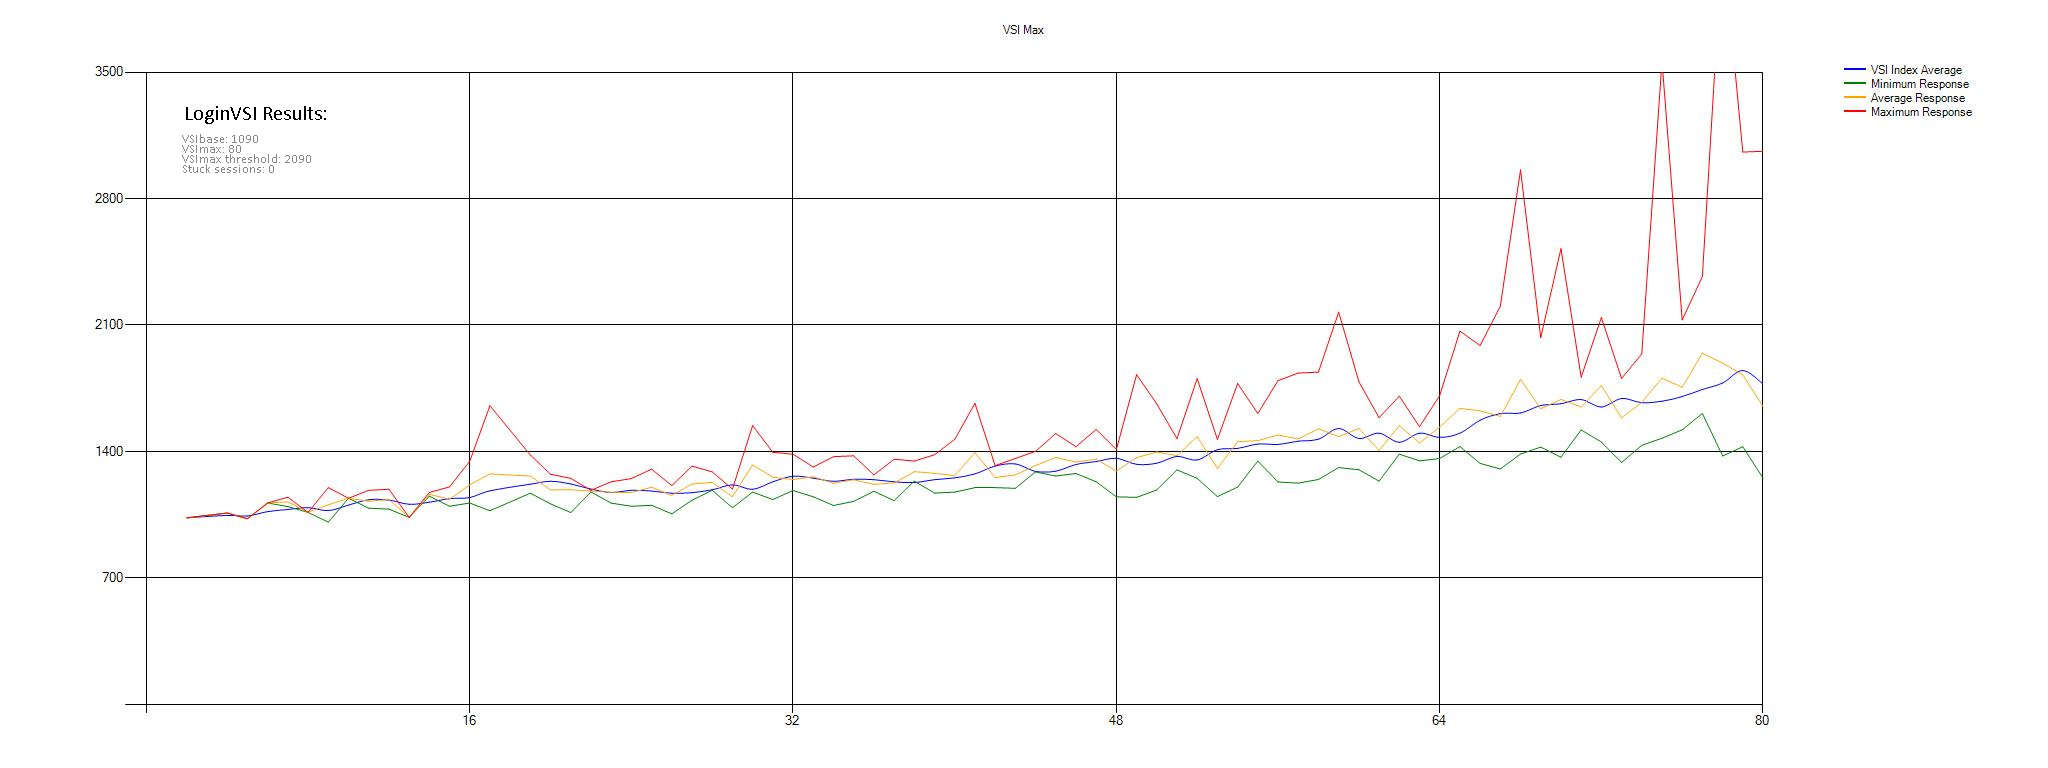 VSI Max
3500
2800
2100
1400
700
LoginVSI Results:
VSIbase: 1090
VSImax: 80
VSImax threshold: 2090
Stuck sessions: 0
16
32
48
64
80
VSI Index Average
Minimum Response
Average Response
Maximum Response